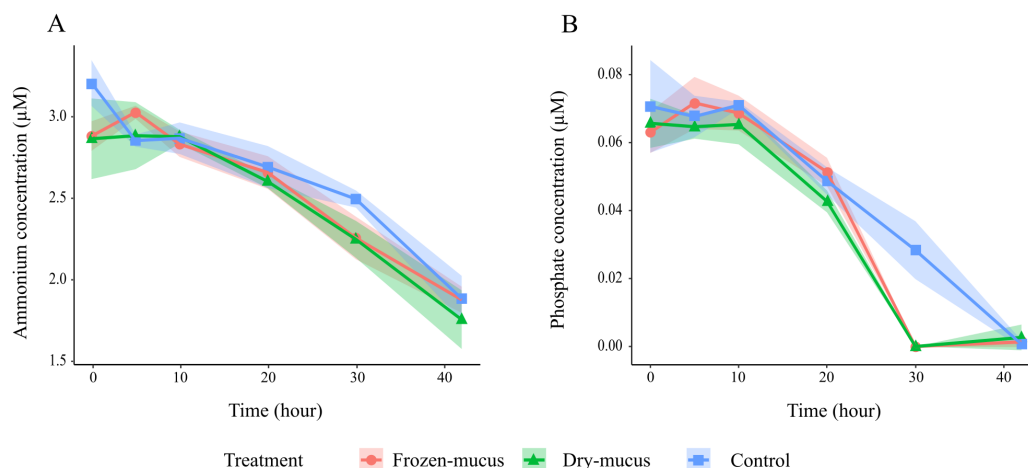 A
B
Ammonium concentration (µM)
3.0
2.5
2.0
1.5
0
10
20
30
40
Time (hour)
Phosphate concentration (µM)
0.08
0.06
0.04
0.02
0.00
0
10
20
30
40
Time (hour)
Treatment Frozen-mucus Dry-mucus Control